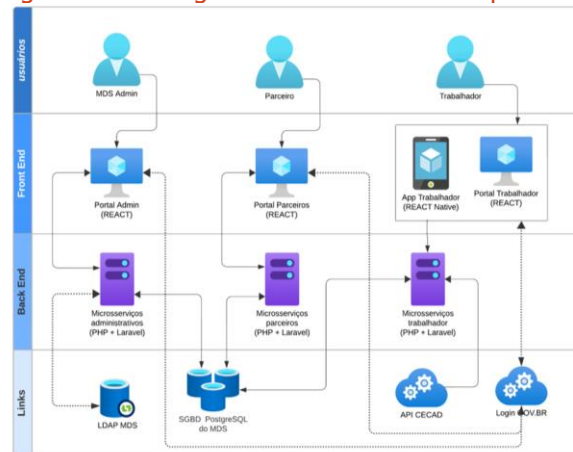 usuários
MDS Admin
Parceiro
Trabalhador
Front End
Portal Admin
(REACT)
Portal Parceiros
(REACT)
App Trabalhador
(REACT Native)
Portal Trabalhador
(REACT)
Back End
Microsserviços
administrativos
(PHP + Laravel)
Microsserviços
parceiros
(PHP + Laravel)
Microsserviços
trabalhador
(PHP + Laravel)
Links
LDAP MDS
SGBD PostgreSQL
do MDS
API CECAD
Login GOV.BR